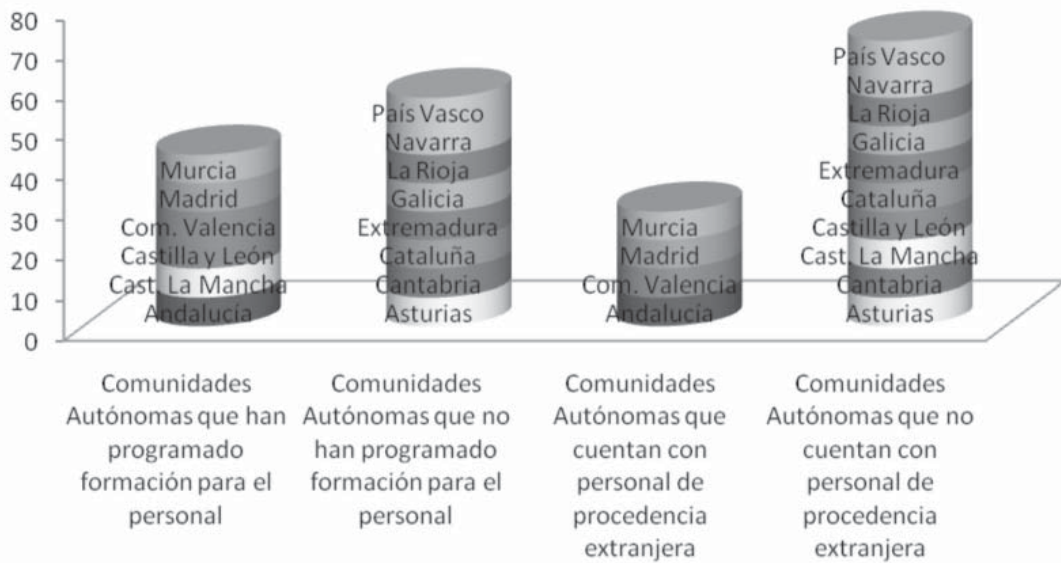 80
70
60
50
40
30
20
10
0
Murcia
Madrid
Com. Valencia
Castilla y León
Cast. La Mancha
Andalucía
País Vasco
Navarra
La Rioja
Galicia
Extremadura
Cataluña
Cantabria
Asturias
Murcia
Madrid
Com. Valencia
Andalucía
País Vasco
Navarra
La Rioja
Galicia
Extremadura
Cataluña
Castilla y León
Cast. La Mancha
Cantabria
Asturias
Comunidades
Autónomas que han
programado
formación para el
personal
Comunidades
Autónomas que no
han programado
formación para el
personal
Comunidades
Autónomas que
cuentan con
personal de
procedencia
extranjera
Comunidades
Autónomas que no
cuentan con
personal de
procedencia
extranjera